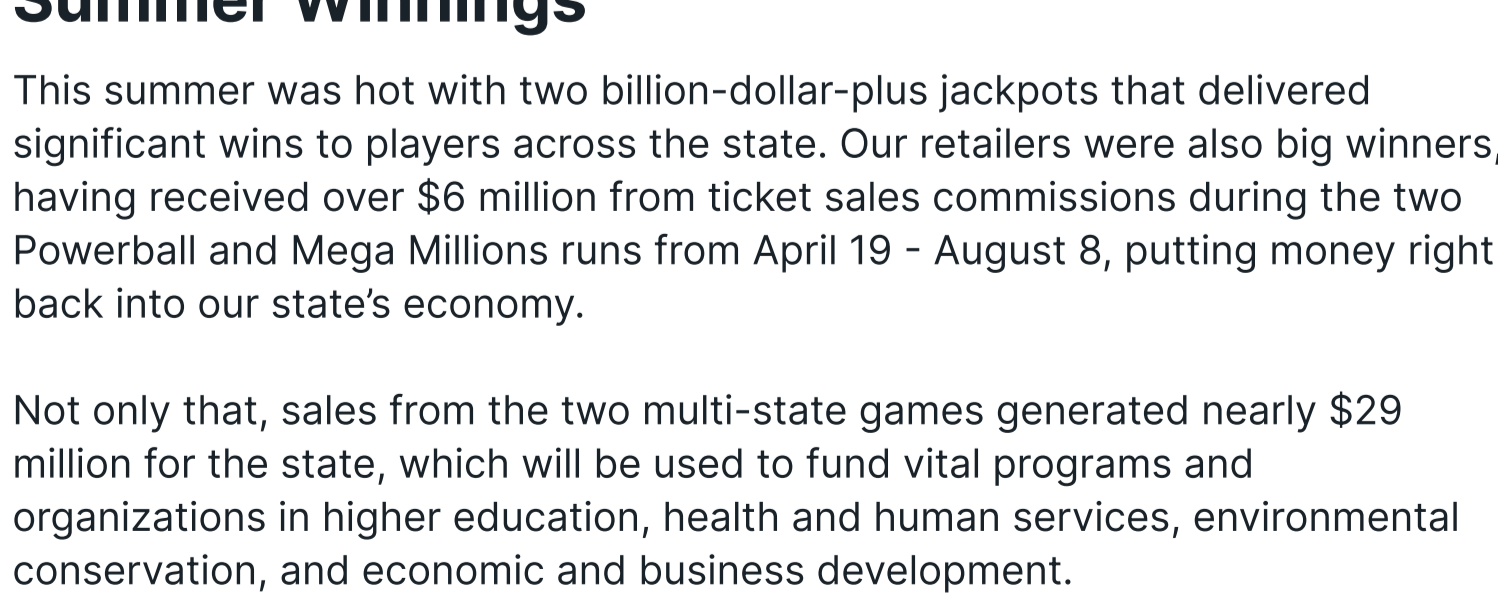 Summer Winnings
This summer was hot with two billion-dollar-plus jackpots that delivered
significant wins to players across the state. Our retailers were also big winners,
having received over $6 million from ticket sales commissions during the two
Powerball and Mega Millions runs from April 19 - August 8, putting money right
back into our state’s economy.
Not only that, sales from the two multi-state games generated nearly $29
million for the state, which will be used to fund vital programs and
organizations in higher education, health and human services, environmental
conservation, and economic and business development.